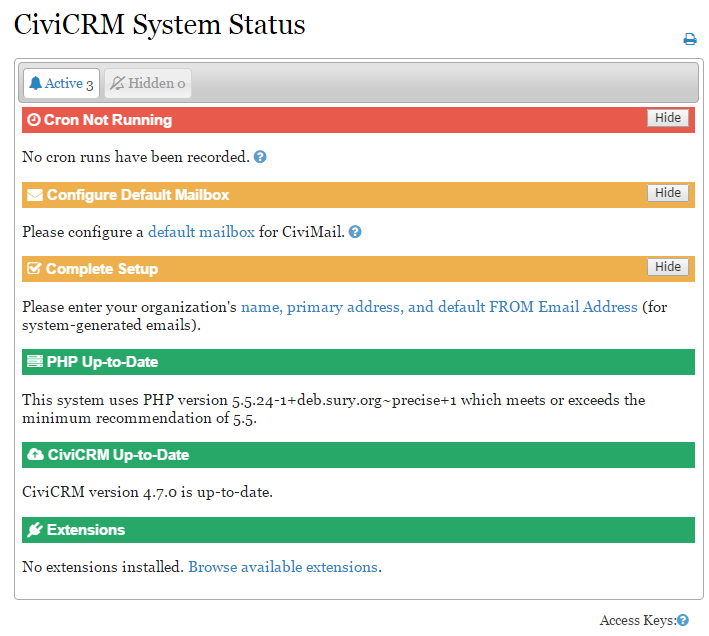 CiviCRM System Status
Active 3
Hidden 0
Cron Not Running
Hide
No cron runs have been recorded.
Configure Default Mailbox
Hide
Please configure a default mailbox for CiviMail.
Complete Setup
Hide
Please enter your organization's name, primary address, and default FROM Email Address (for
system-generated emails).
PHP Up-to-Date
This system uses PHP version 5.5.24-1+deb.sury.org~precise+1 which meets or exceeds the
minimum recommendation of 5.5.
CiviCRM Up-to-Date
CiviCRM version 4.7.0 is up-to-date.
Extensions
No extensions installed. Browse available extensions.
Access Keys: